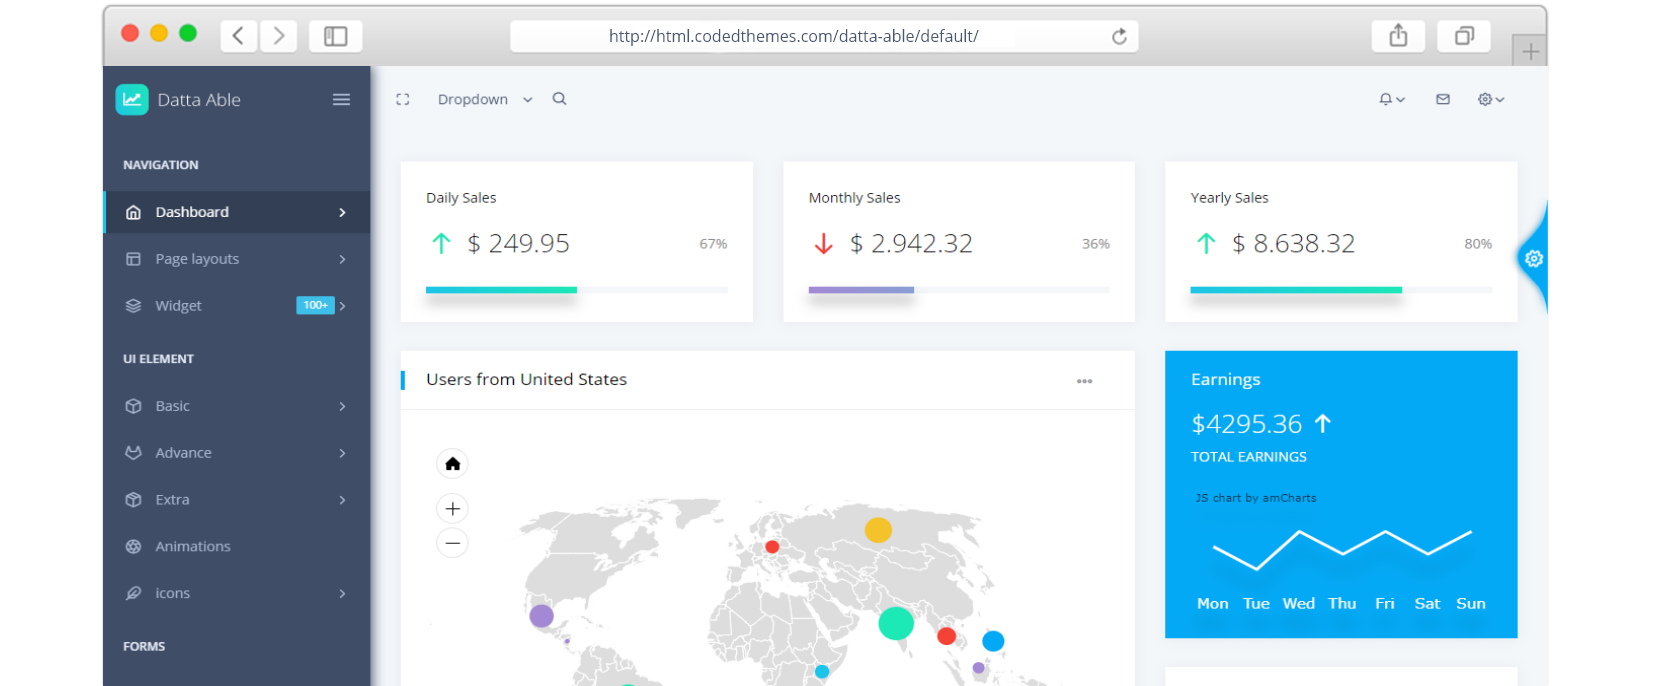 http://html.codedthemes.com/datta-able/default/
Datta Able
Dropdown
NAVIGATION
Dashboard
Page layouts
Widget 100+
UI ELEMENT
Basic
Advance
Extra
Animations
icons
FORMS
Daily Sales
$ 249.95 67%
Monthly Sales
$ 2.942.32 36%
Yearly Sales
$ 8.638.32 80%
Users from United States
Earnings
$4295.36
TOTAL EARNINGS
JS chart by amCharts
Mon Tue Wed Thu Fri Sat Sun